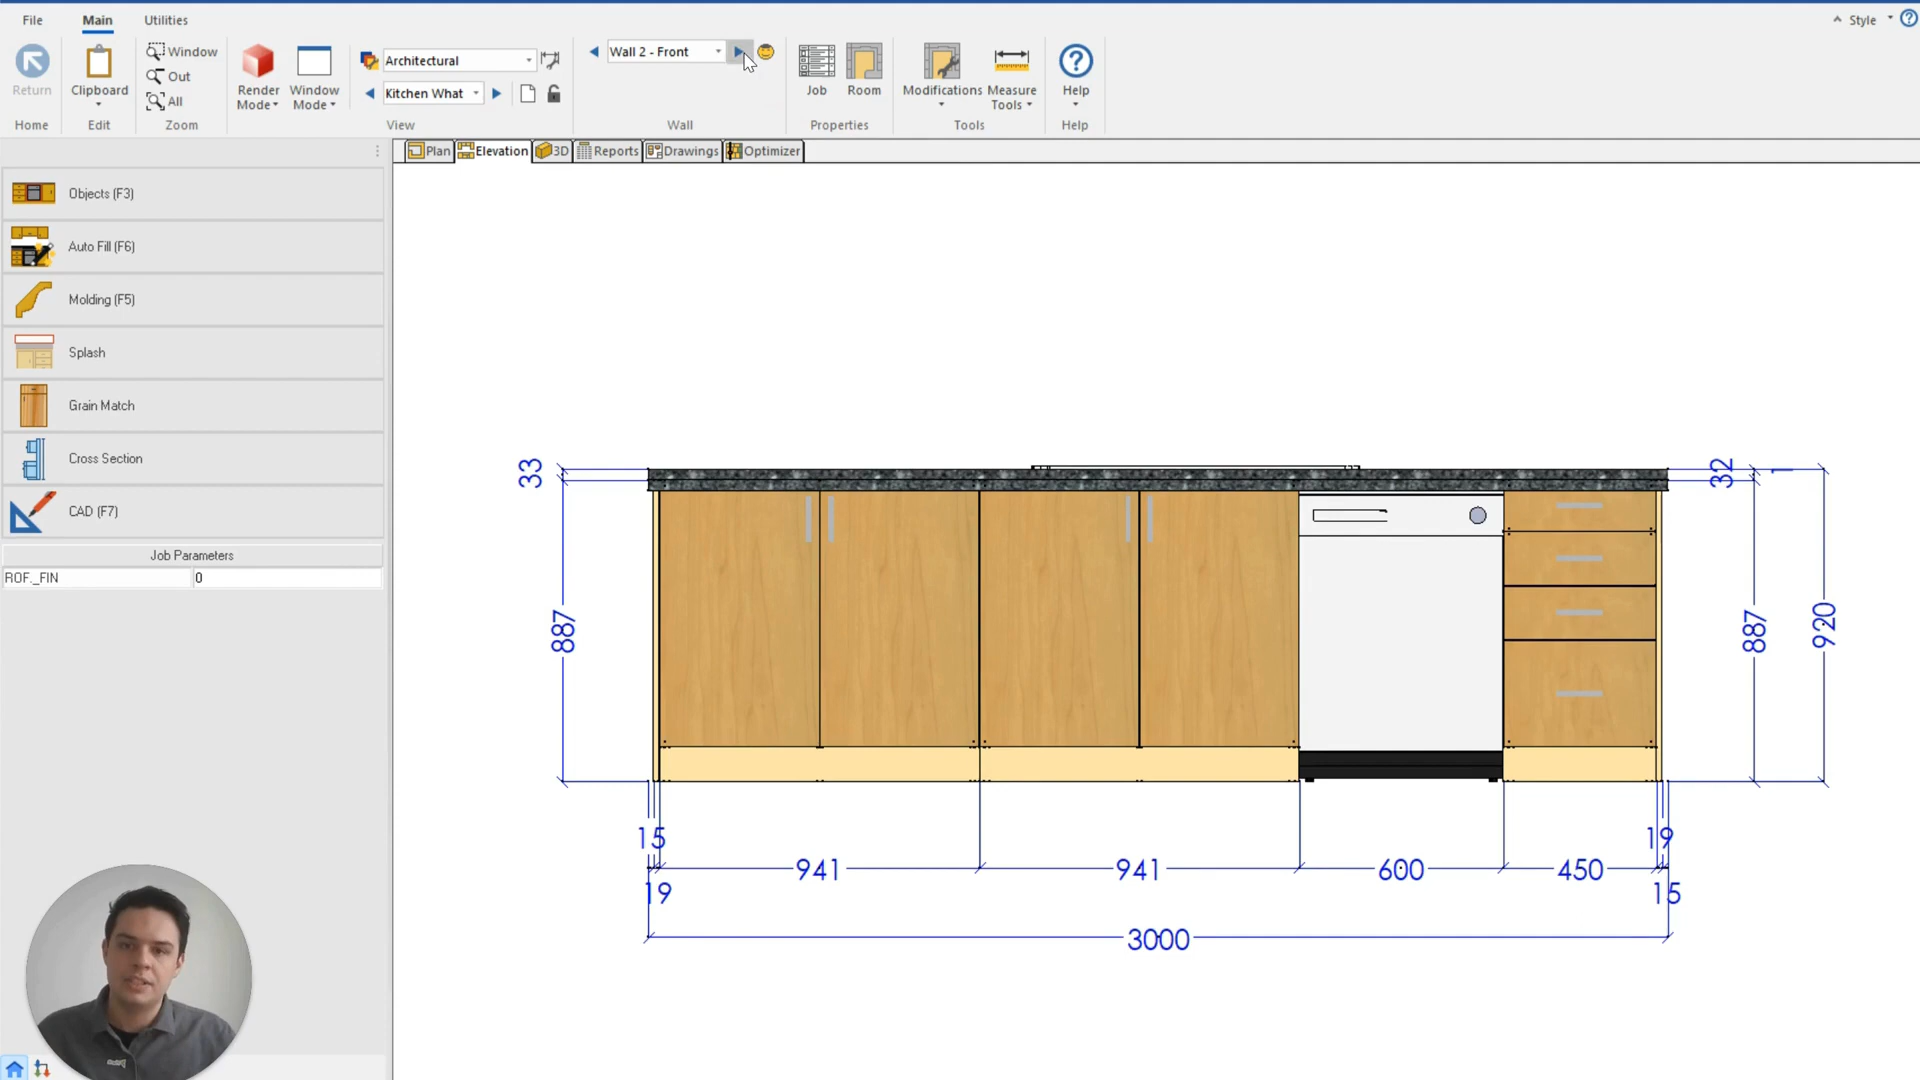 File Main Utilities Style
Return
Home
Clipboard
Edit
Window
Out
All
Zoom
Render Mode
Window Mode
Architectural
Kitchen What
View
Wall 2 - Front
Wall
Job
Room
Properties
Modifications
Measure Tools
Tools
Help
Help
Plan Elevation 3D Reports Drawings Optimizer
Objects (F3)
Auto Fill (F6)
Molding (F5)
Splash
Grain Match
Cross Section
CAD (F7)
Job Parameters
ROF._FIN 0
33
32
1
887
887
920
15
19
941
941
600
450
19
15
3000